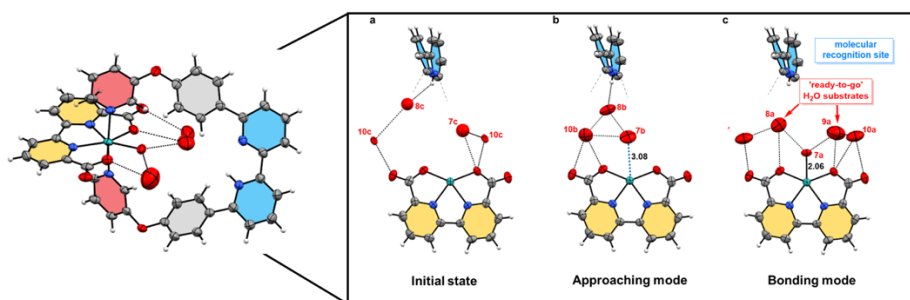 a
b
c
molecular
recognition site
'ready-to-go'
H₂O substrates
8c
7c
10c
10c
8b
10b
7b
3.08
8a
9a
10a
7a
2.06
Initial state
Approaching mode
Bonding mode